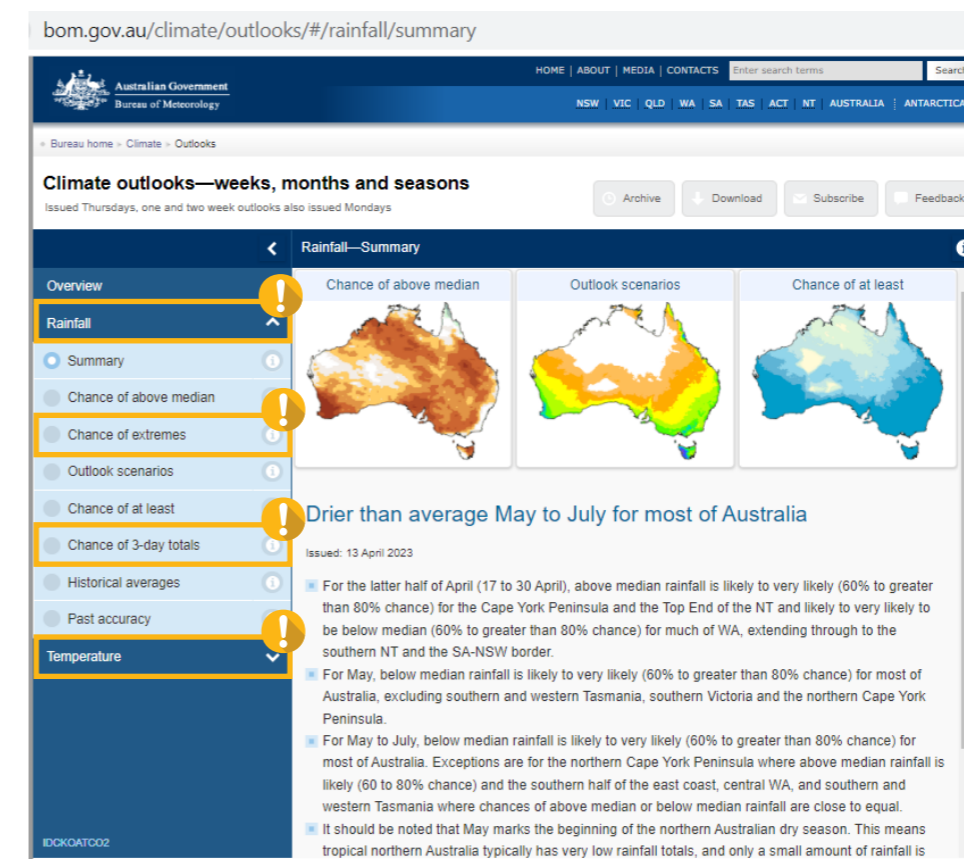 bom.gov.au/climate/outlooks/#/rainfall/summary
HOME | ABOUT | MEDIA | CONTACTS Enter search terms Search
Australian Government
Bureau of Meteorology
NSW | VIC | QLD | WA | SA | TAS | ACT | NT | AUSTRALIA | ANTARCTICA
Bureau home » Climate » Outlooks
Climate outlooks—weeks, months and seasons
Issued Thursdays, one and two week outlooks also issued Mondays
Archive Download Subscribe Feedback
Rainfall—Summary
Overview
Rainfall
Summary
Chance of above median
Chance of extremes
Outlook scenarios
Chance of at least
Chance of 3-day totals
Historical averages
Past accuracy
Temperature
IDCKOATCO2
Chance of above median Outlook scenarios Chance of at least
Drier than average May to July for most of Australia
Issued: 13 April 2023
For the latter half of April (17 to 30 April), above median rainfall is likely to very likely (60% to greater
than 80% chance) for the Cape York Peninsula and the Top End of the NT and likely to very likely to
be below median (60% to greater than 80% chance) for much of WA, extending through to the
southern NT and the SA-NSW border.
For May, below median rainfall is likely to very likely (60% to greater than 80% chance) for most of
Australia, excluding southern and western Tasmania, southern Victoria and the northern Cape York
Peninsula.
For May to July, below median rainfall is likely to very likely (60% to greater than 80% chance) for
most of Australia. Exceptions are for the northern Cape York Peninsula where above median rainfall is
likely (60 to 80% chance) and the southern half of the east coast, central WA, and southern and
western Tasmania where chances of above median or below median rainfall are close to equal.
It should be noted that May marks the beginning of the northern Australian dry season. This means
tropical northern Australia typically has very low rainfall totals, and only a small amount of rainfall is